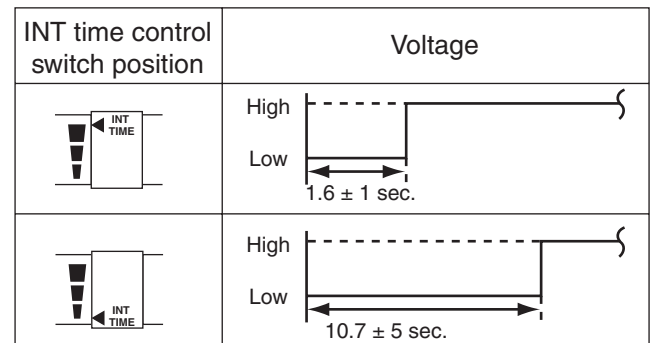 INT time control
switch position
Voltage
INT
TIME
High
Low
1.6 ± 1 sec.
INT
TIME
High
Low
10.7 ± 5 sec.